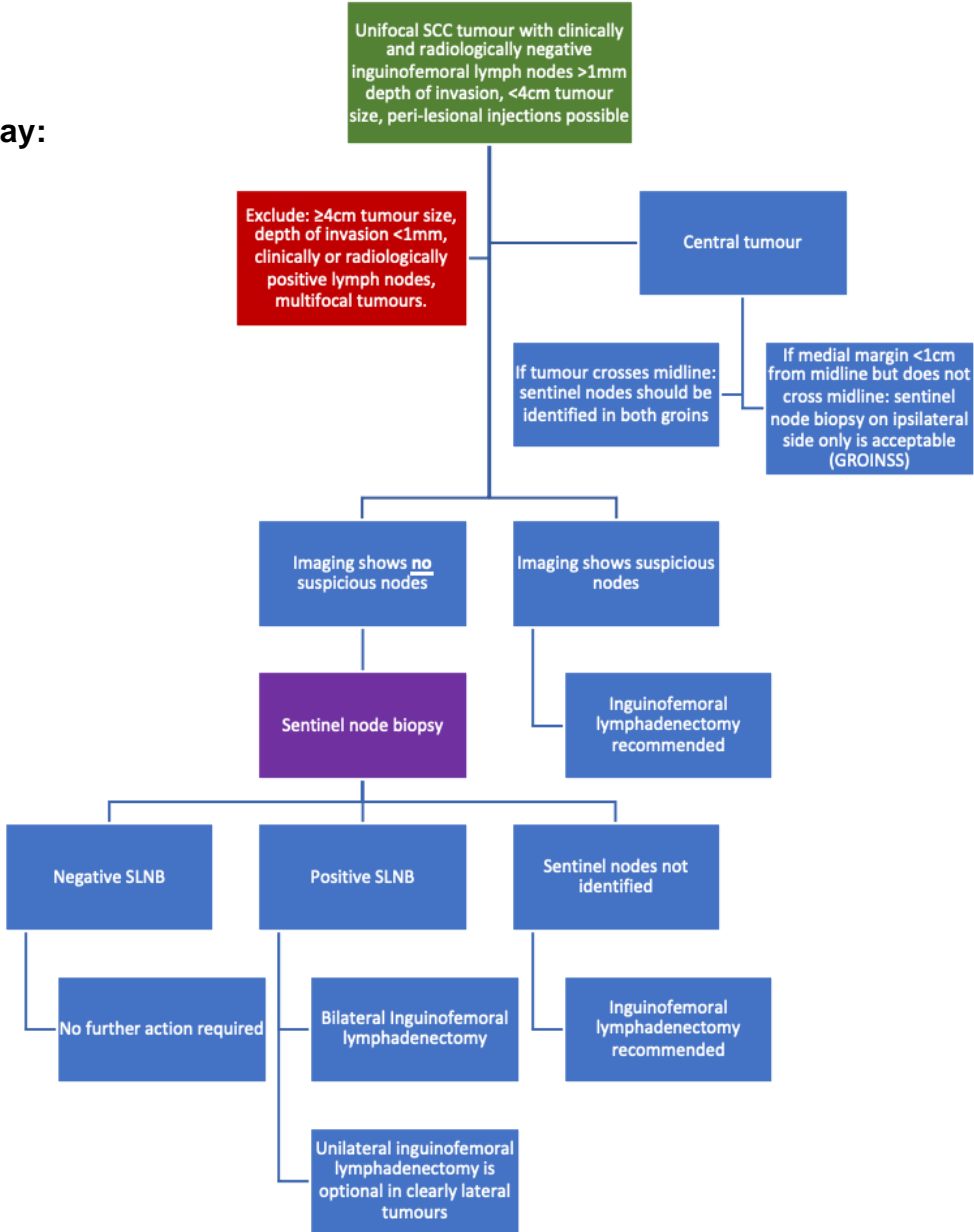 Unifocal SCC tumour with clinically
and radiologically negative
inguinofemoral lymph nodes >1mm
depth of invasion, <4cm tumour
size, peri-lesional injections possible
ay:
Exclude: ≥4cm tumour size,
depth of invasion <1mm,
clinically or radiologically
positive lymph nodes,
multifocal tumours.
Central tumour
If tumour crosses midline:
sentinel nodes should be
identified in both groins
If medial margin <1cm
from midline but does not
cross midline: sentinel
node biopsy on ipsilateral
side only is acceptable
(GROINSS)
Imaging shows no
suspicious nodes
Imaging shows suspicious
nodes
Sentinel node biopsy
Inguinofemoral
lymphadenectomy
recommended
Negative SLNB
Positive SLNB
Sentinel nodes not
identified
No further action required
Bilateral Inguinofemoral
lymphadenectomy
Inguinofemoral
lymphadenectomy
recommended
Unilateral inguinofemoral
lymphadenectomy is
optional in clearly lateral
tumours